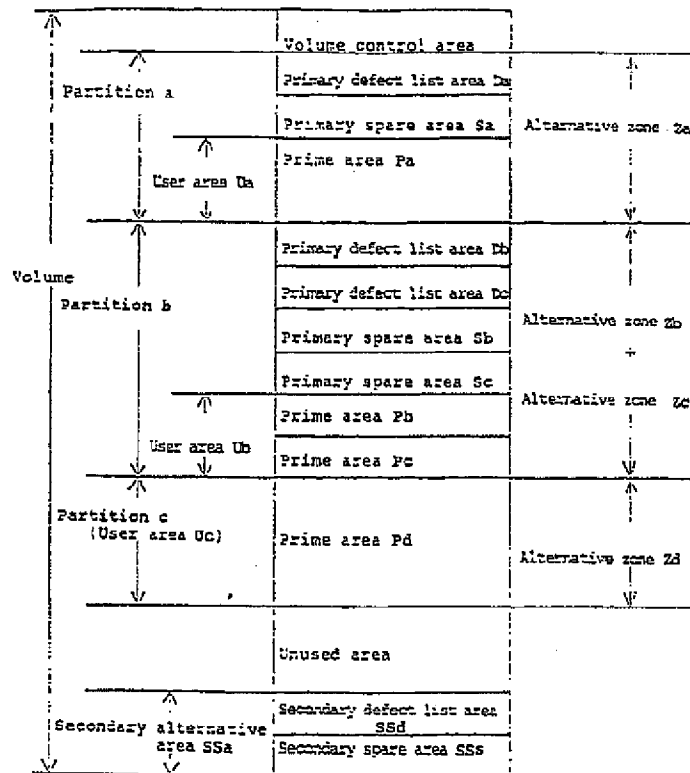 Volume control area
Primary defect list area Da
Partition a
Primary spare area Sa
Alternative zone Za
Prime area Pa
User area Ua
Primary defect list area Db
Volume
Primary defect list area Dc
Partition b
Alternative zone Zb
Primary spare area Sb
+
Primary spare area Sc
Alternative zone Zc
Prime area Pb
User area Ub
Prime area Pc
Partition c
(User area Uc)
Prime area Pd
Alternative zone Zd
Unused area
Secondary defect list area
SSd
Secondary alternative
area SSa
Secondary spare area SSs